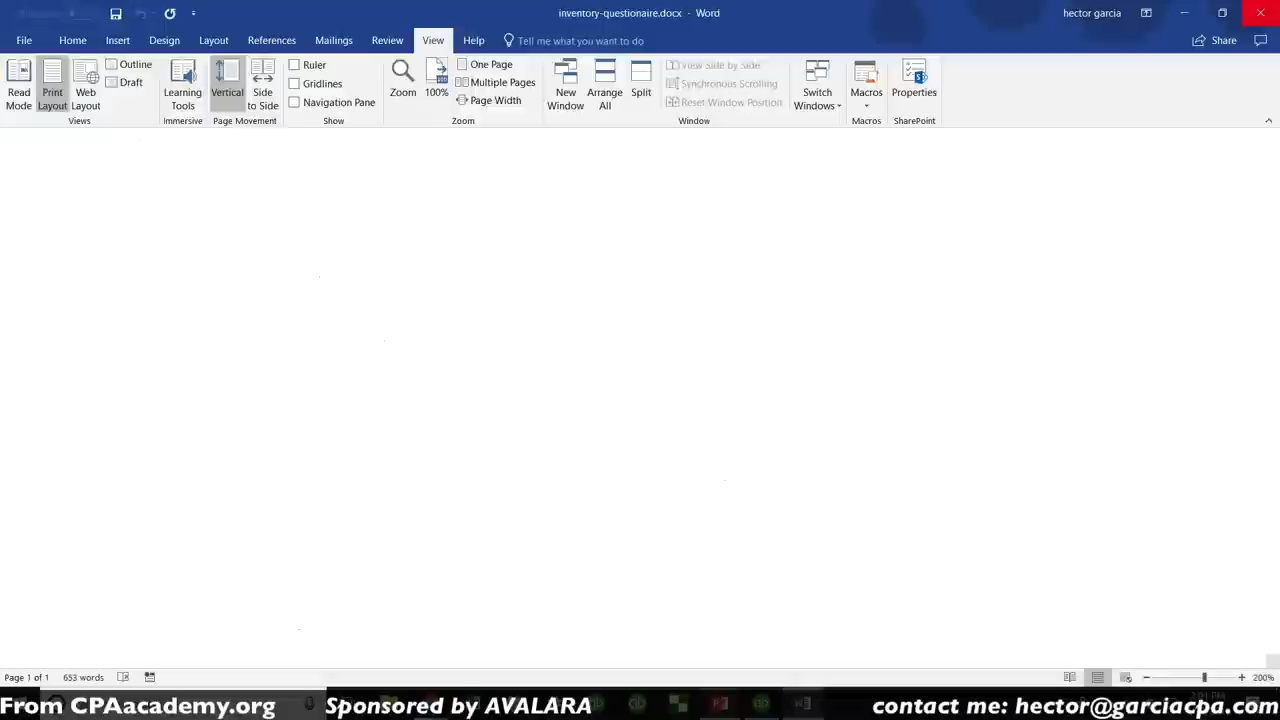 inventory-questionaire.docx - Word
hector garcia
File Home Insert Design Layout References Mailings Review View Help Tell me what you want to do Share
Read Mode
Print Layout
Web Layout
Outline
Draft
Views
Learning Tools
Immersive
Vertical
Side to Side
Page Movement
Ruler
Gridlines
Navigation Pane
Show
Zoom
100%
One Page
Multiple Pages
Page Width
Zoom
New Window
Arrange All
Split
View Side by Side
Synchronous Scrolling
Reset Window Position
Window
Switch Windows
Macros
Macros
Properties
SharePoint
Page 1 of 1 653 words 200%
2:01 PM
From CPAacademy.org Sponsored by AVALARA contact me: hector@garciacpa.com